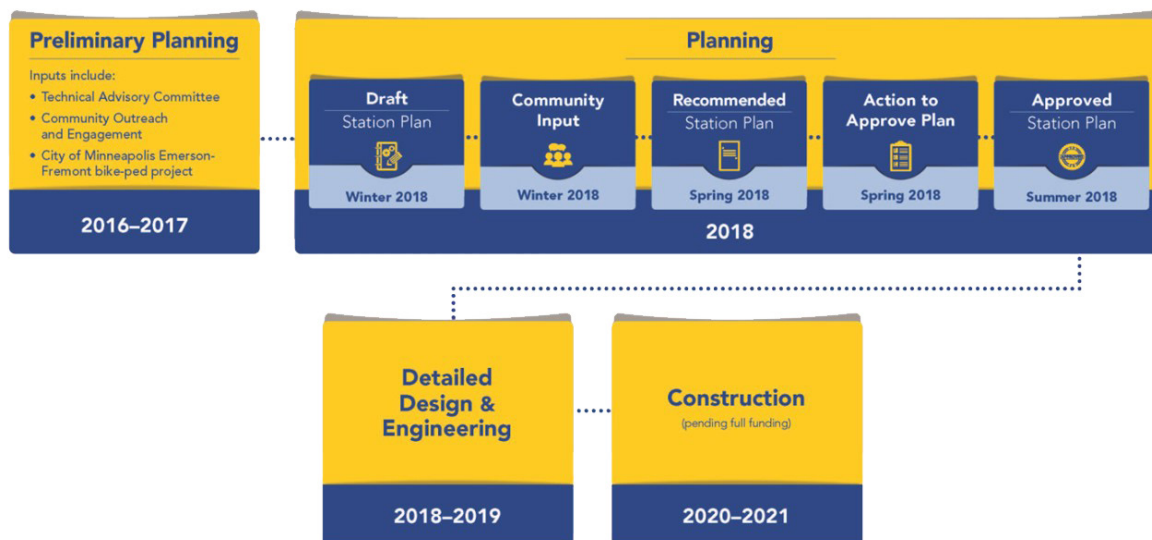 Preliminary Planning
Inputs include:
• Technical Advisory Committee
• Community Outreach
and Engagement
• City of Minneapolis Emerson-
Fremont bike-ped project
2016–2017
Planning
Draft
Station Plan
Winter 2018
Community
Input
Winter 2018
Recommended
Station Plan
Spring 2018
Action to
Approve Plan
Spring 2018
Approved
Station Plan
Summer 2018
2018
Detailed
Design &
Engineering
2018–2019
Construction
(pending full funding)
2020–2021